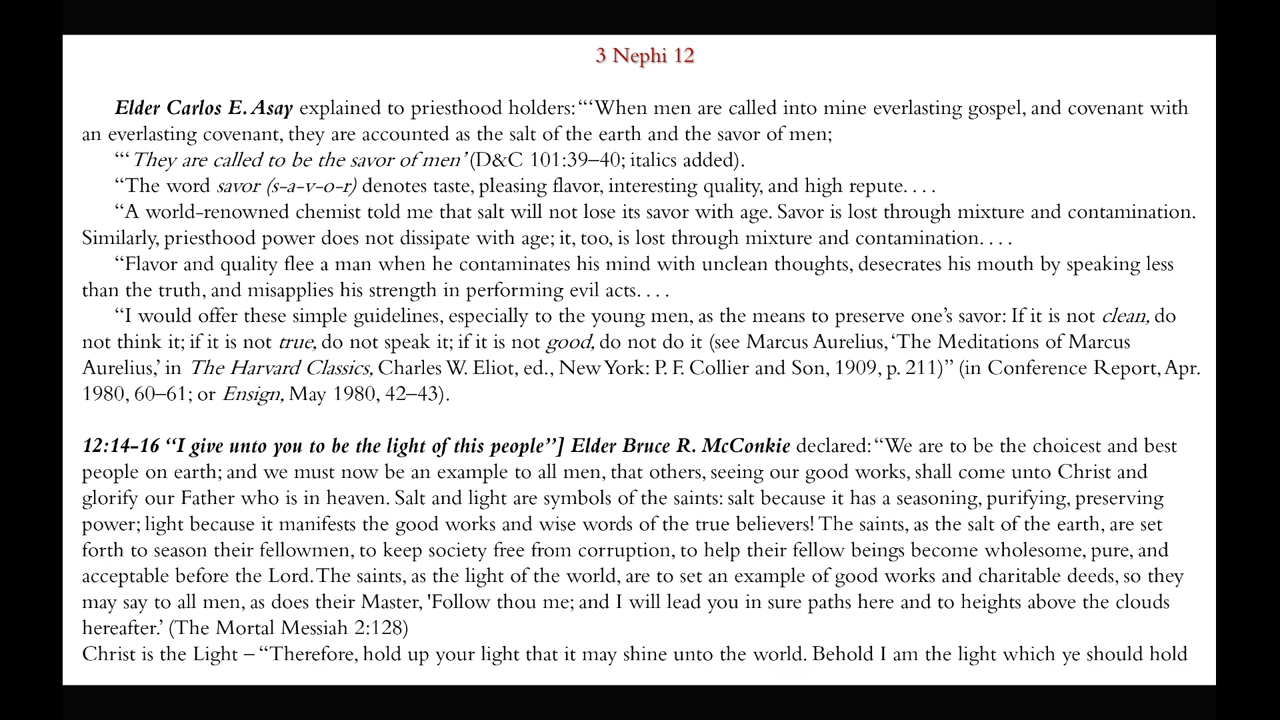 3 Nephi 12
Elder Carlos E. Asay explained to priesthood holders: “‘When men are called into mine everlasting gospel, and covenant with
an everlasting covenant, they are accounted as the salt of the earth and the savor of men;
“‘They are called to be the savor of men’ (D&C 101:39–40; italics added).
“The word savor (s-a-v-o-r) denotes taste, pleasing flavor, interesting quality, and high repute. . . .
“A world-renowned chemist told me that salt will not lose its savor with age. Savor is lost through mixture and contamination.
Similarly, priesthood power does not dissipate with age; it, too, is lost through mixture and contamination. . . .
“Flavor and quality flee a man when he contaminates his mind with unclean thoughts, desecrates his mouth by speaking less
than the truth, and misapplies his strength in performing evil acts. . . .
“I would offer these simple guidelines, especially to the young men, as the means to preserve one’s savor: If it is not clean, do
not think it; if it is not true, do not speak it; if it is not good, do not do it (see Marcus Aurelius, ‘The Meditations of Marcus
Aurelius,’ in The Harvard Classics, Charles W. Eliot, ed., New York: P. F. Collier and Son, 1909, p. 211)” (in Conference Report, Apr.
1980, 60–61; or Ensign, May 1980, 42–43).
12:14-16 “I give unto you to be the light of this people”] Elder Bruce R. McConkie declared: “We are to be the choicest and best
people on earth; and we must now be an example to all men, that others, seeing our good works, shall come unto Christ and
glorify our Father who is in heaven. Salt and light are symbols of the saints: salt because it has a seasoning, purifying, preserving
power; light because it manifests the good works and wise words of the true believers! The saints, as the salt of the earth, are set
forth to season their fellowmen, to keep society free from corruption, to help their fellow beings become wholesome, pure, and
acceptable before the Lord. The saints, as the light of the world, are to set an example of good works and charitable deeds, so they
may say to all men, as does their Master, 'Follow thou me; and I will lead you in sure paths here and to heights above the clouds
hereafter.’ (The Mortal Messiah 2:128)
Christ is the Light – “Therefore, hold up your light that it may shine unto the world. Behold I am the light which ye should hold